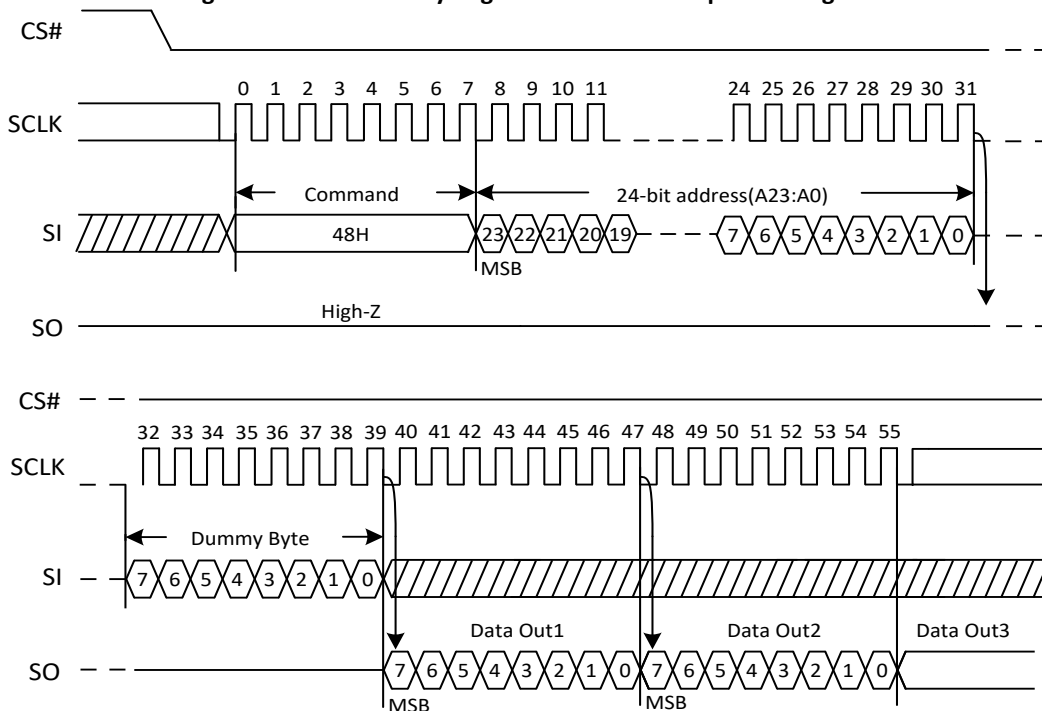 CS#
0 1 2 3 4 5 6 7 8 9 10 11 24 25 26 27 28 29 30 31
SCLK
Command 24-bit address(A23:A0)
SI 48H 23 22 21 20 19 7 6 5 4 3 2 1 0
MSB
High-Z
SO
CS#
32 33 34 35 36 37 38 39 40 41 42 43 44 45 46 47 48 49 50 51 52 53 54 55
SCLK
Dummy Byte
SI 7 6 5 4 3 2 1 0
Data Out1 Data Out2 Data Out3
SO 7 6 5 4 3 2 1 0 7 6 5 4 3 2 1 0
MSB MSB